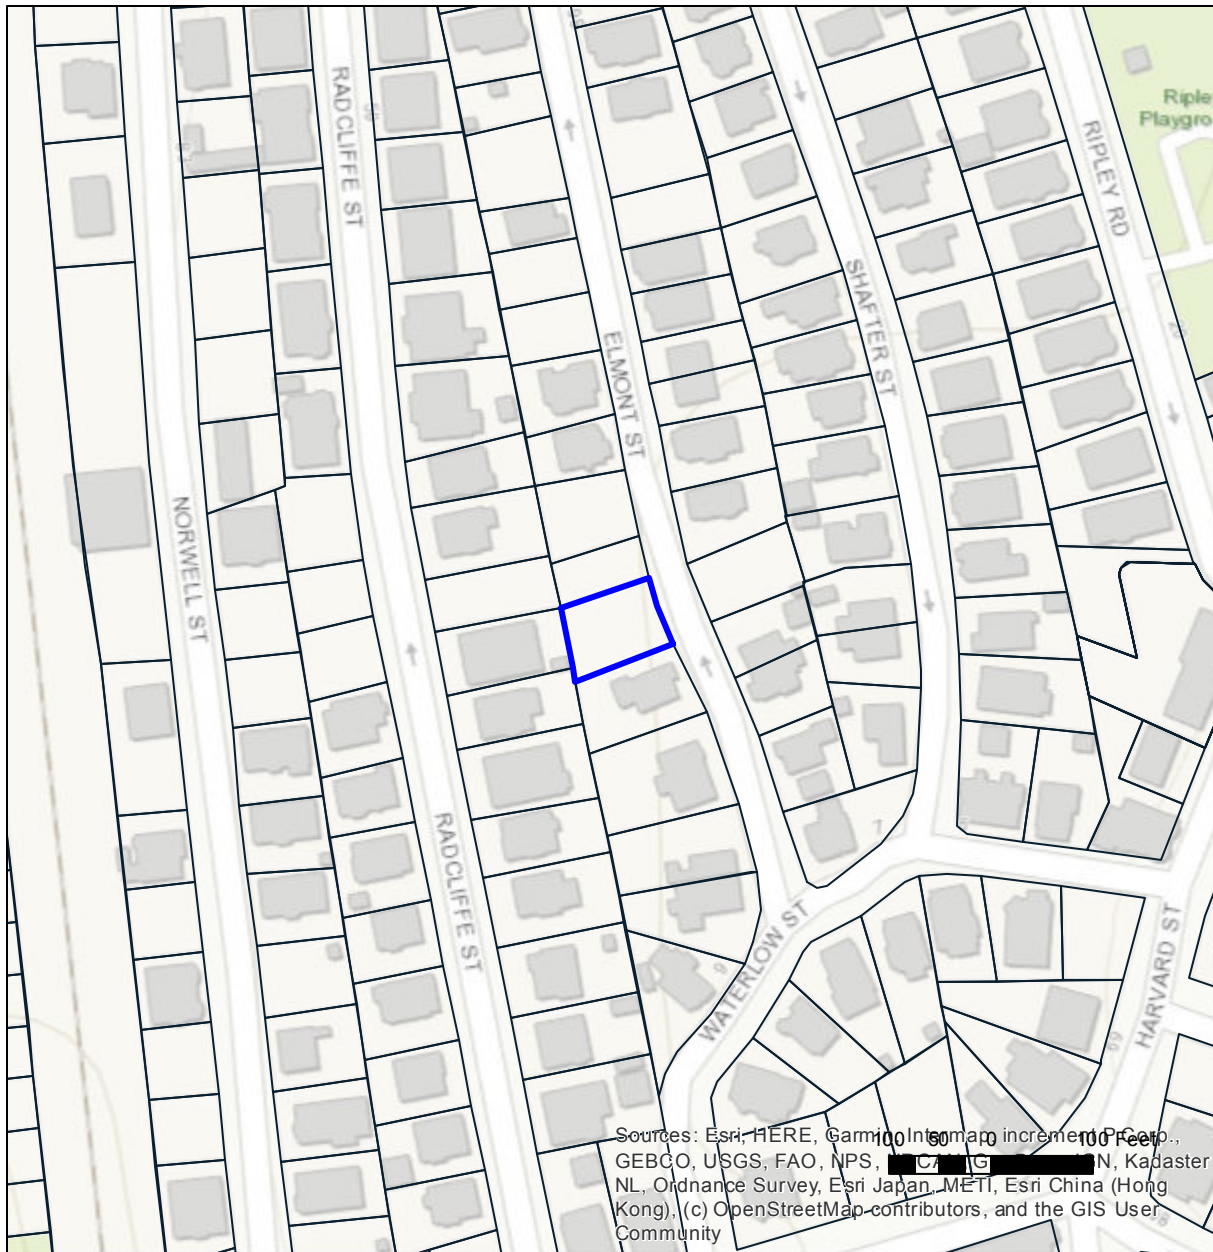 Riple
Playgro
RADCLIFFE ST
RIPLEY RD
SHAFTER ST
ELMONT ST
NORWELL ST
RADCLIFFE ST
WATERLOW ST
HARVARD ST
100 50 0 100 Feet
Sources: Esri, HERE, Garmin, Intermap, increment P Corp.,
GEBCO, USGS, FAO, NPS, Kadaster
NL, Ordnance Survey, Esri Japan, METI, Esri China (Hong
Kong), (c) OpenStreetMap contributors, and the GIS User
Community